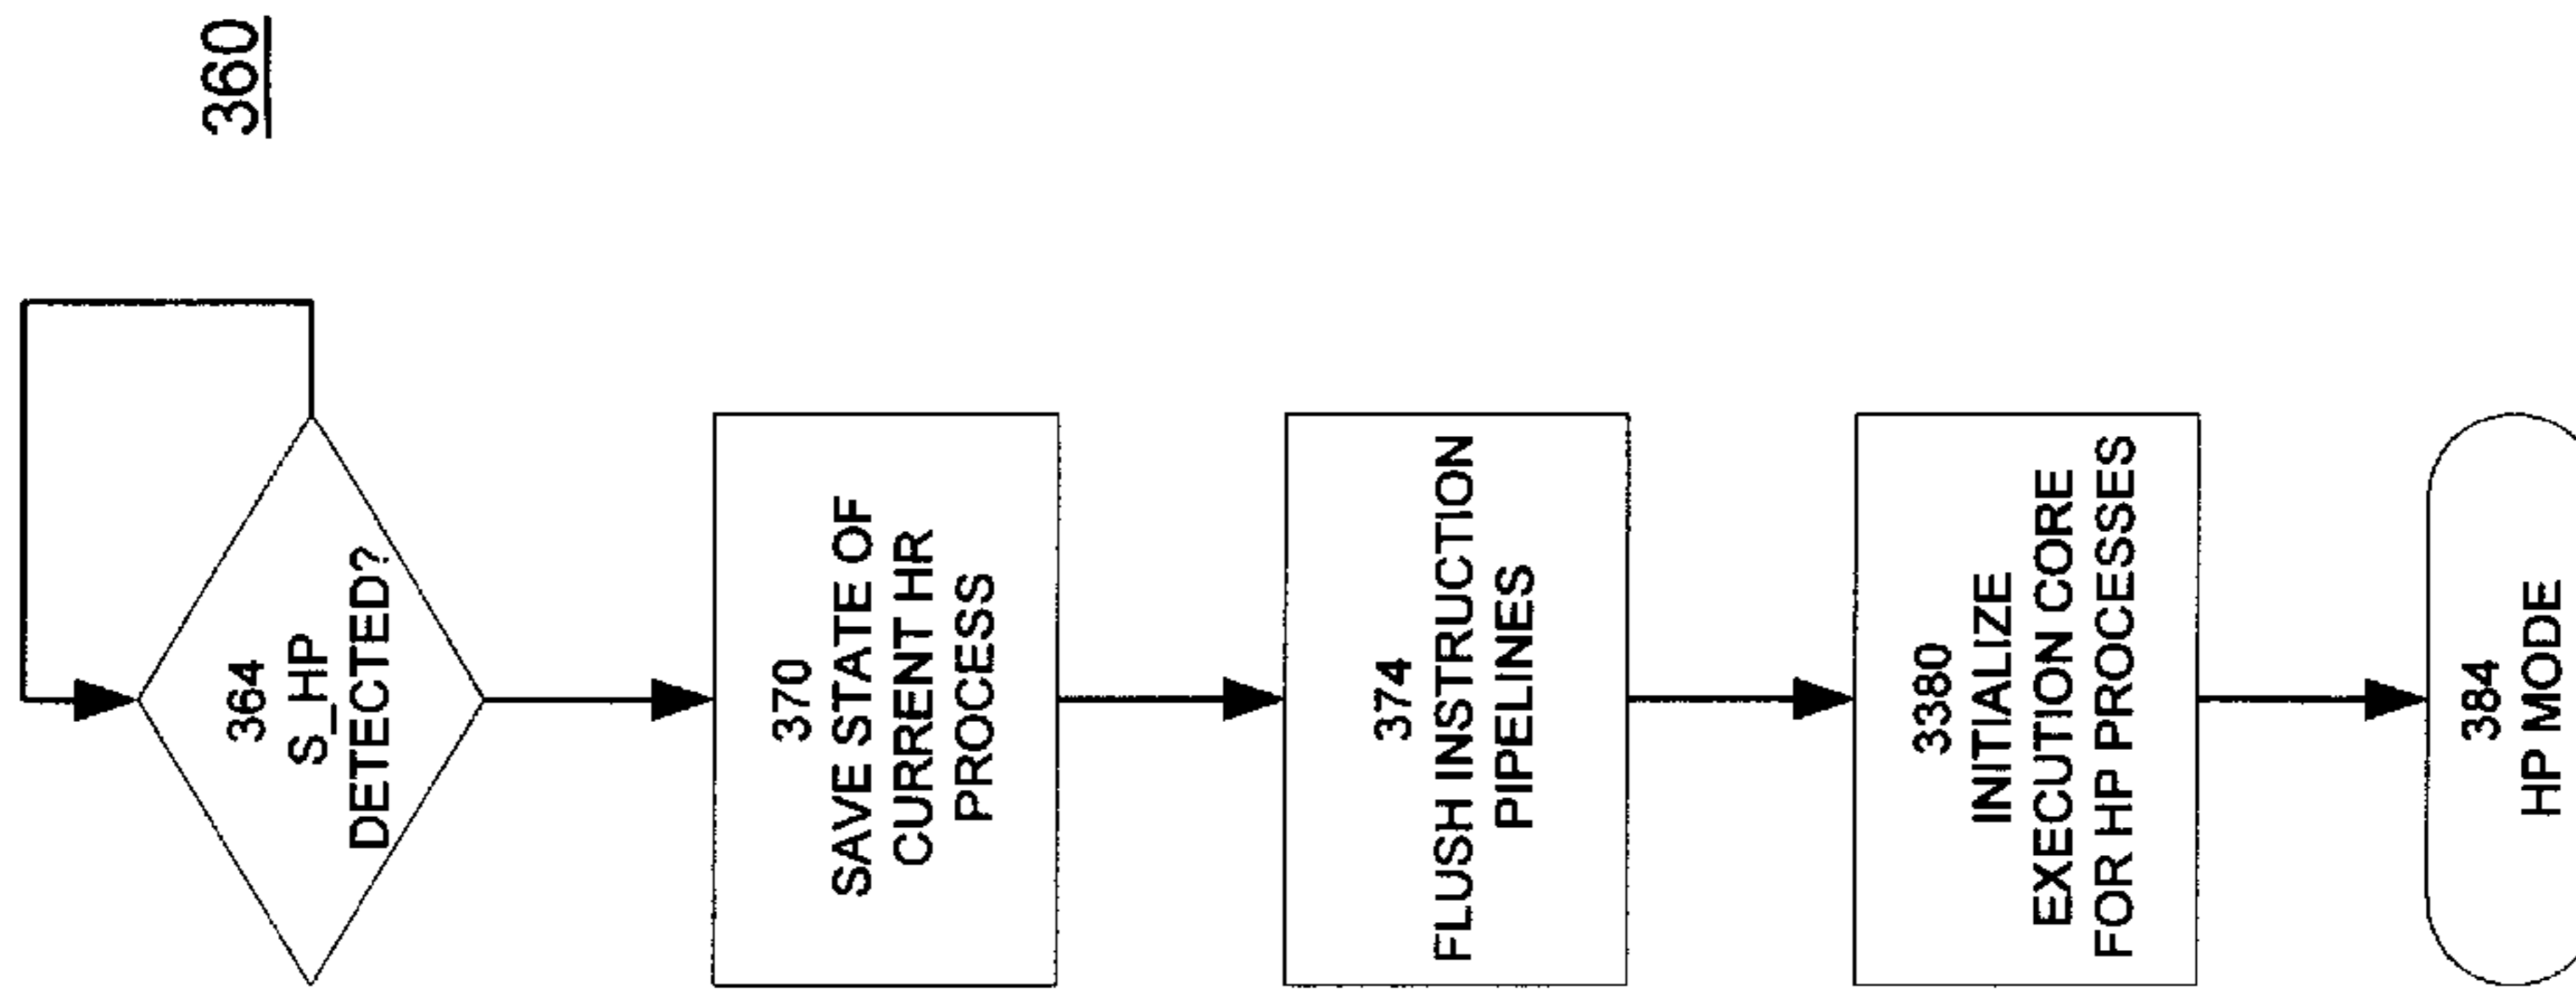 360
364
S_HP
DETECTED?
370
SAVE STATE OF
CURRENT HR
PROCESS
374
FLUSH INSTRUCTION
PIPELINES
3380
INITIALIZE
EXECUTION CORE
FOR HP PROCESSES
384
HP MODE